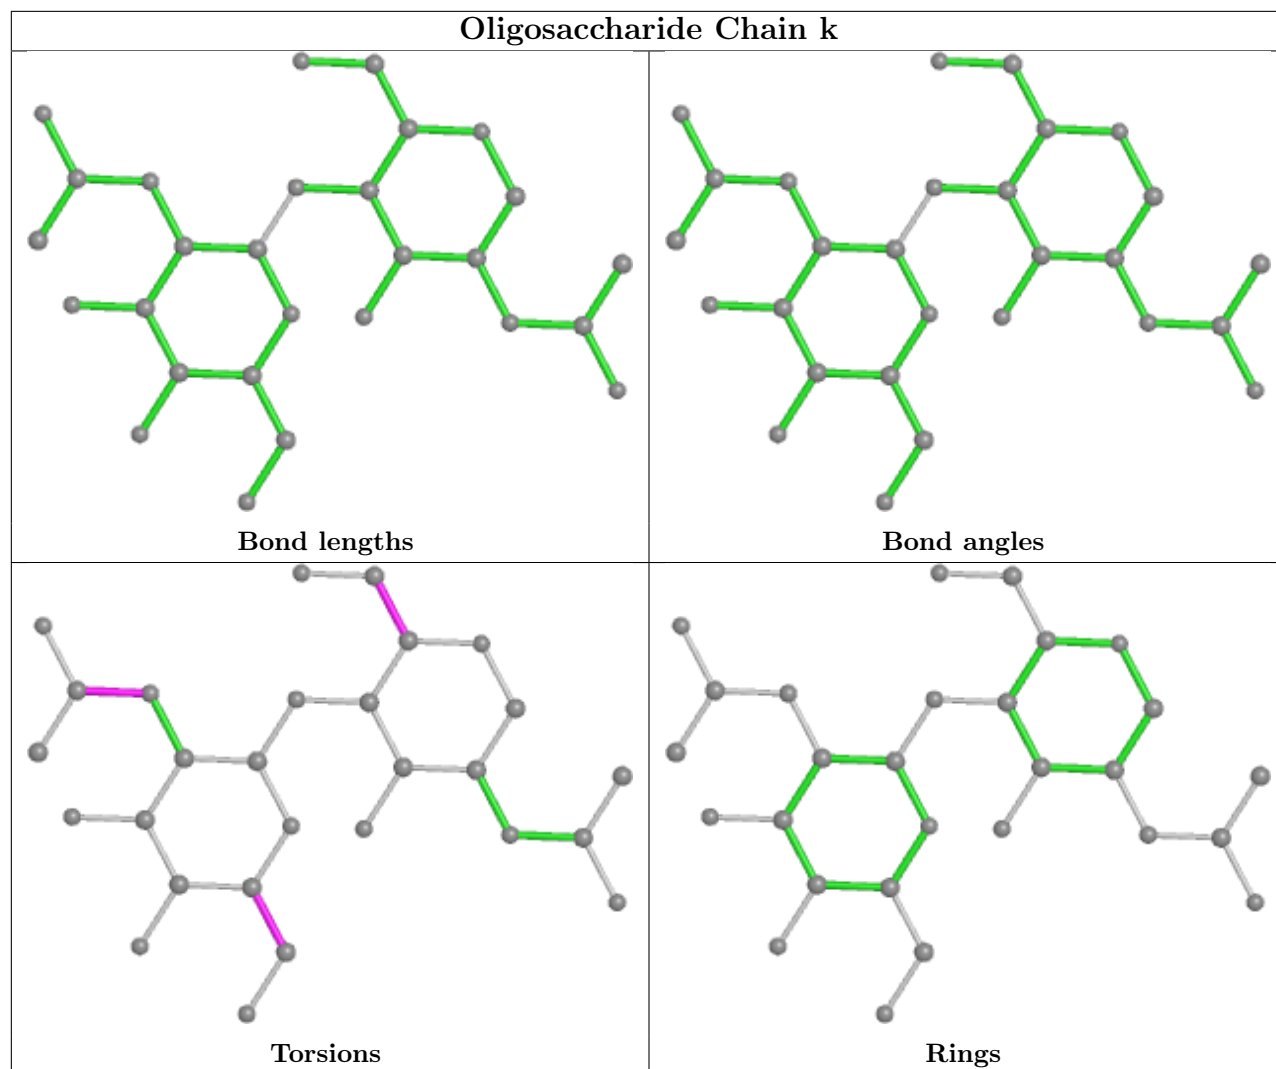 Oligosaccharide Chain k
Bond lengths
Bond angles
Torsions
Rings